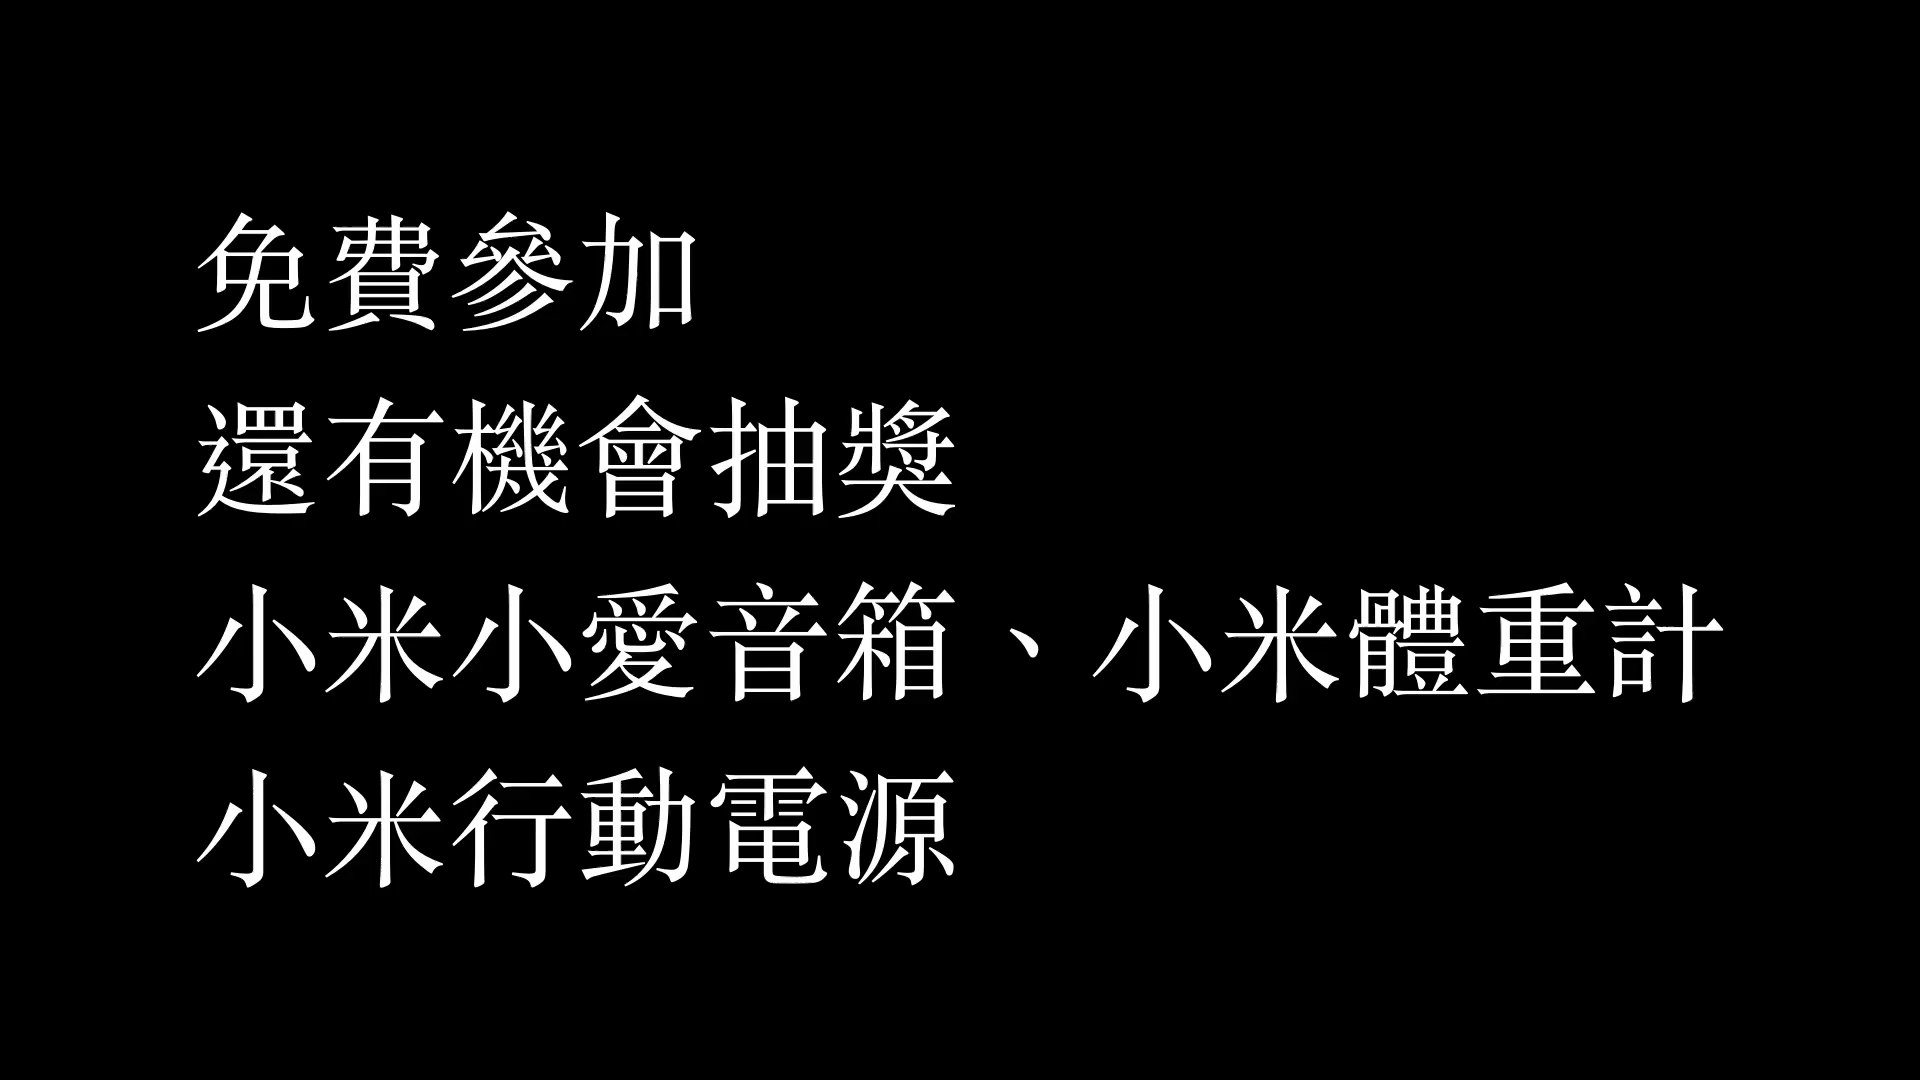 免費參加
還有機會抽獎
小米小愛音箱、小米體重計
小米行動電源